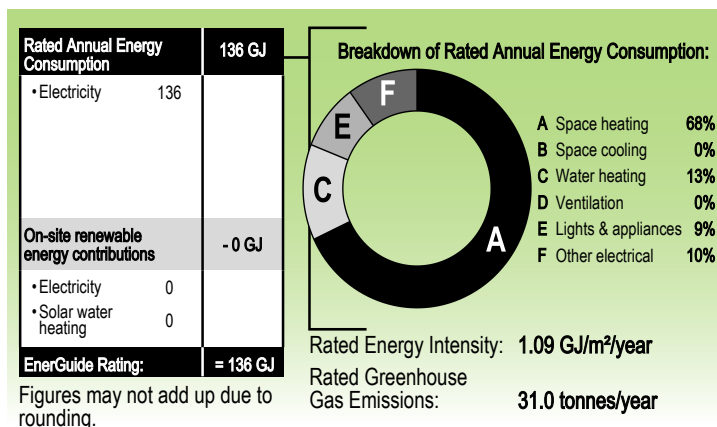 Rated Annual Energy Consumption 136 GJ
• Electricity 136
On-site renewable energy contributions - 0 GJ
• Electricity 0
• Solar water heating 0
EnerGuide Rating: = 136 GJ
Figures may not add up due to
rounding.
Breakdown of Rated Annual Energy Consumption:
F
E
C
A
A Space heating 68%
B Space cooling 0%
C Water heating 13%
D Ventilation 0%
E Lights & appliances 9%
F Other electrical 10%
Rated Energy Intensity: 1.09 GJ/m²/year
Rated Greenhouse
Gas Emissions: 31.0 tonnes/year